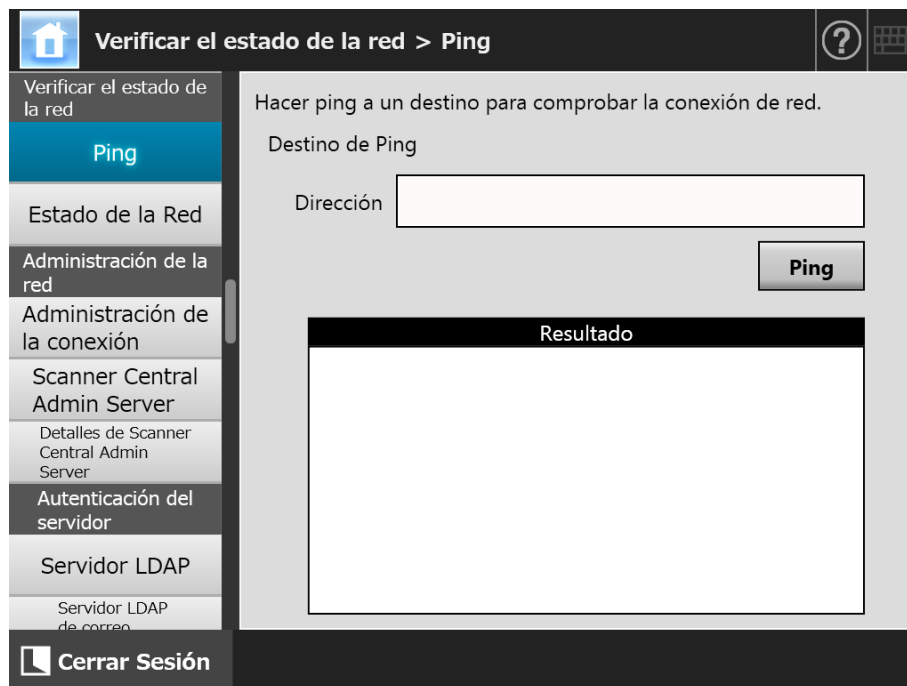 Verificar el estado de la red > Ping
?
Verificar el estado de
la red
Ping
Estado de la Red
Administración de la
red
Administración de
la conexión
Scanner Central
Admin Server
Detalles de Scanner
Central Admin
Server
Autenticación del
servidor
Servidor LDAP
Servidor LDAP
de correo
Hacer ping a un destino para comprobar la conexión de red.
Destino de Ping
Dirección
Ping
Resultado
Cerrar Sesión